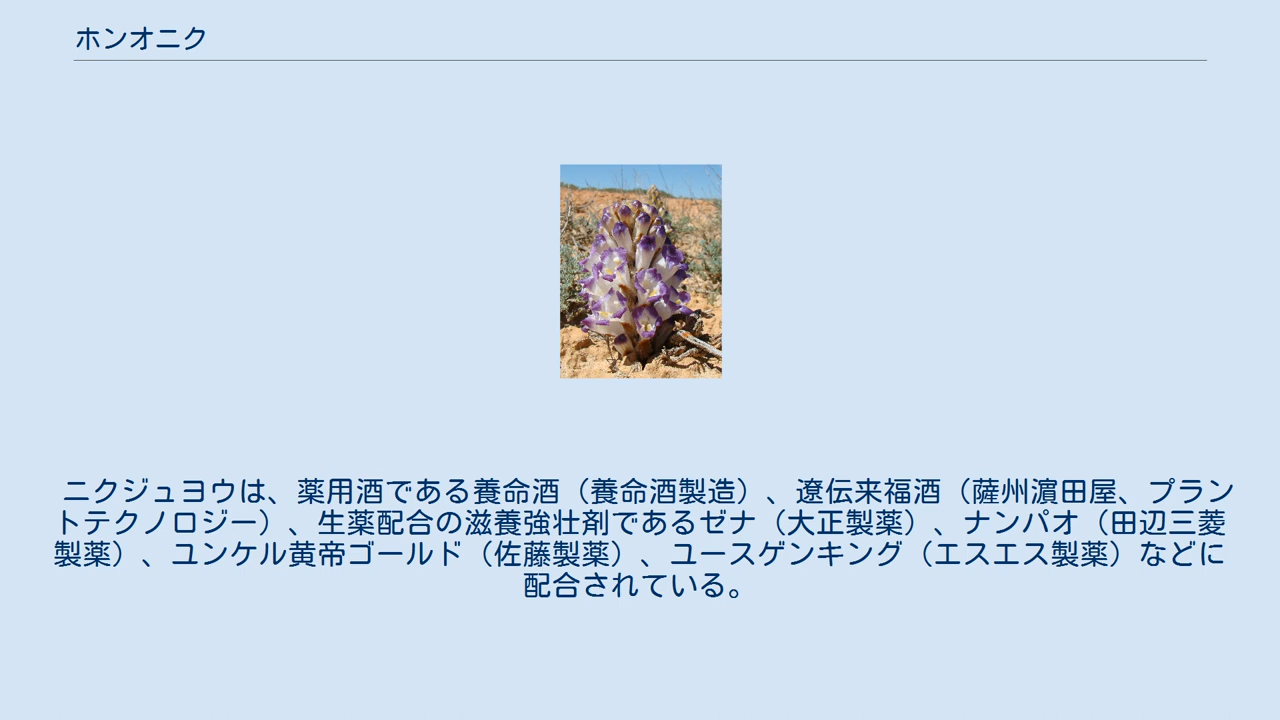 ホンオニク
ニクジュヨウは、薬用酒である養命酒（養命酒製造）、遼伝来福酒（薩州濵田屋、プラン
トテクノロジー）、生薬配合の滋養強壮剤であるゼナ（大正製薬）、ナンパオ（田辺三菱
製薬）、ユンケル黄帝ゴールド（佐藤製薬）、ユースゲンキング（エスエス製薬）などに
配合されている。